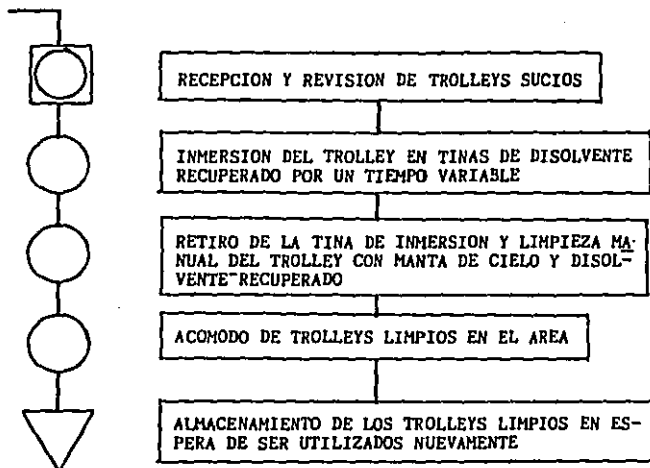 RECEPCION Y REVISION DE TROLLEYS SUCIOS
INMERSION DEL TROLLEY EN TINAS DE DISOLVENTE
RECUPERADO POR UN TIEMPO VARIABLE
RETIRO DE LA TINA DE INMERSION Y LIMPIEZA MA-
NUAL DEL TROLLEY CON MANTA DE CIELO Y DISOL-
VENTE RECUPERADO
ACOMODO DE TROLLEYS LIMPIOS EN EL AREA
ALMACENAMIENTO DE LOS TROLLEYS LIMPIOS EN ES-
PERA DE SER UTILIZADOS NUEVAMENTE